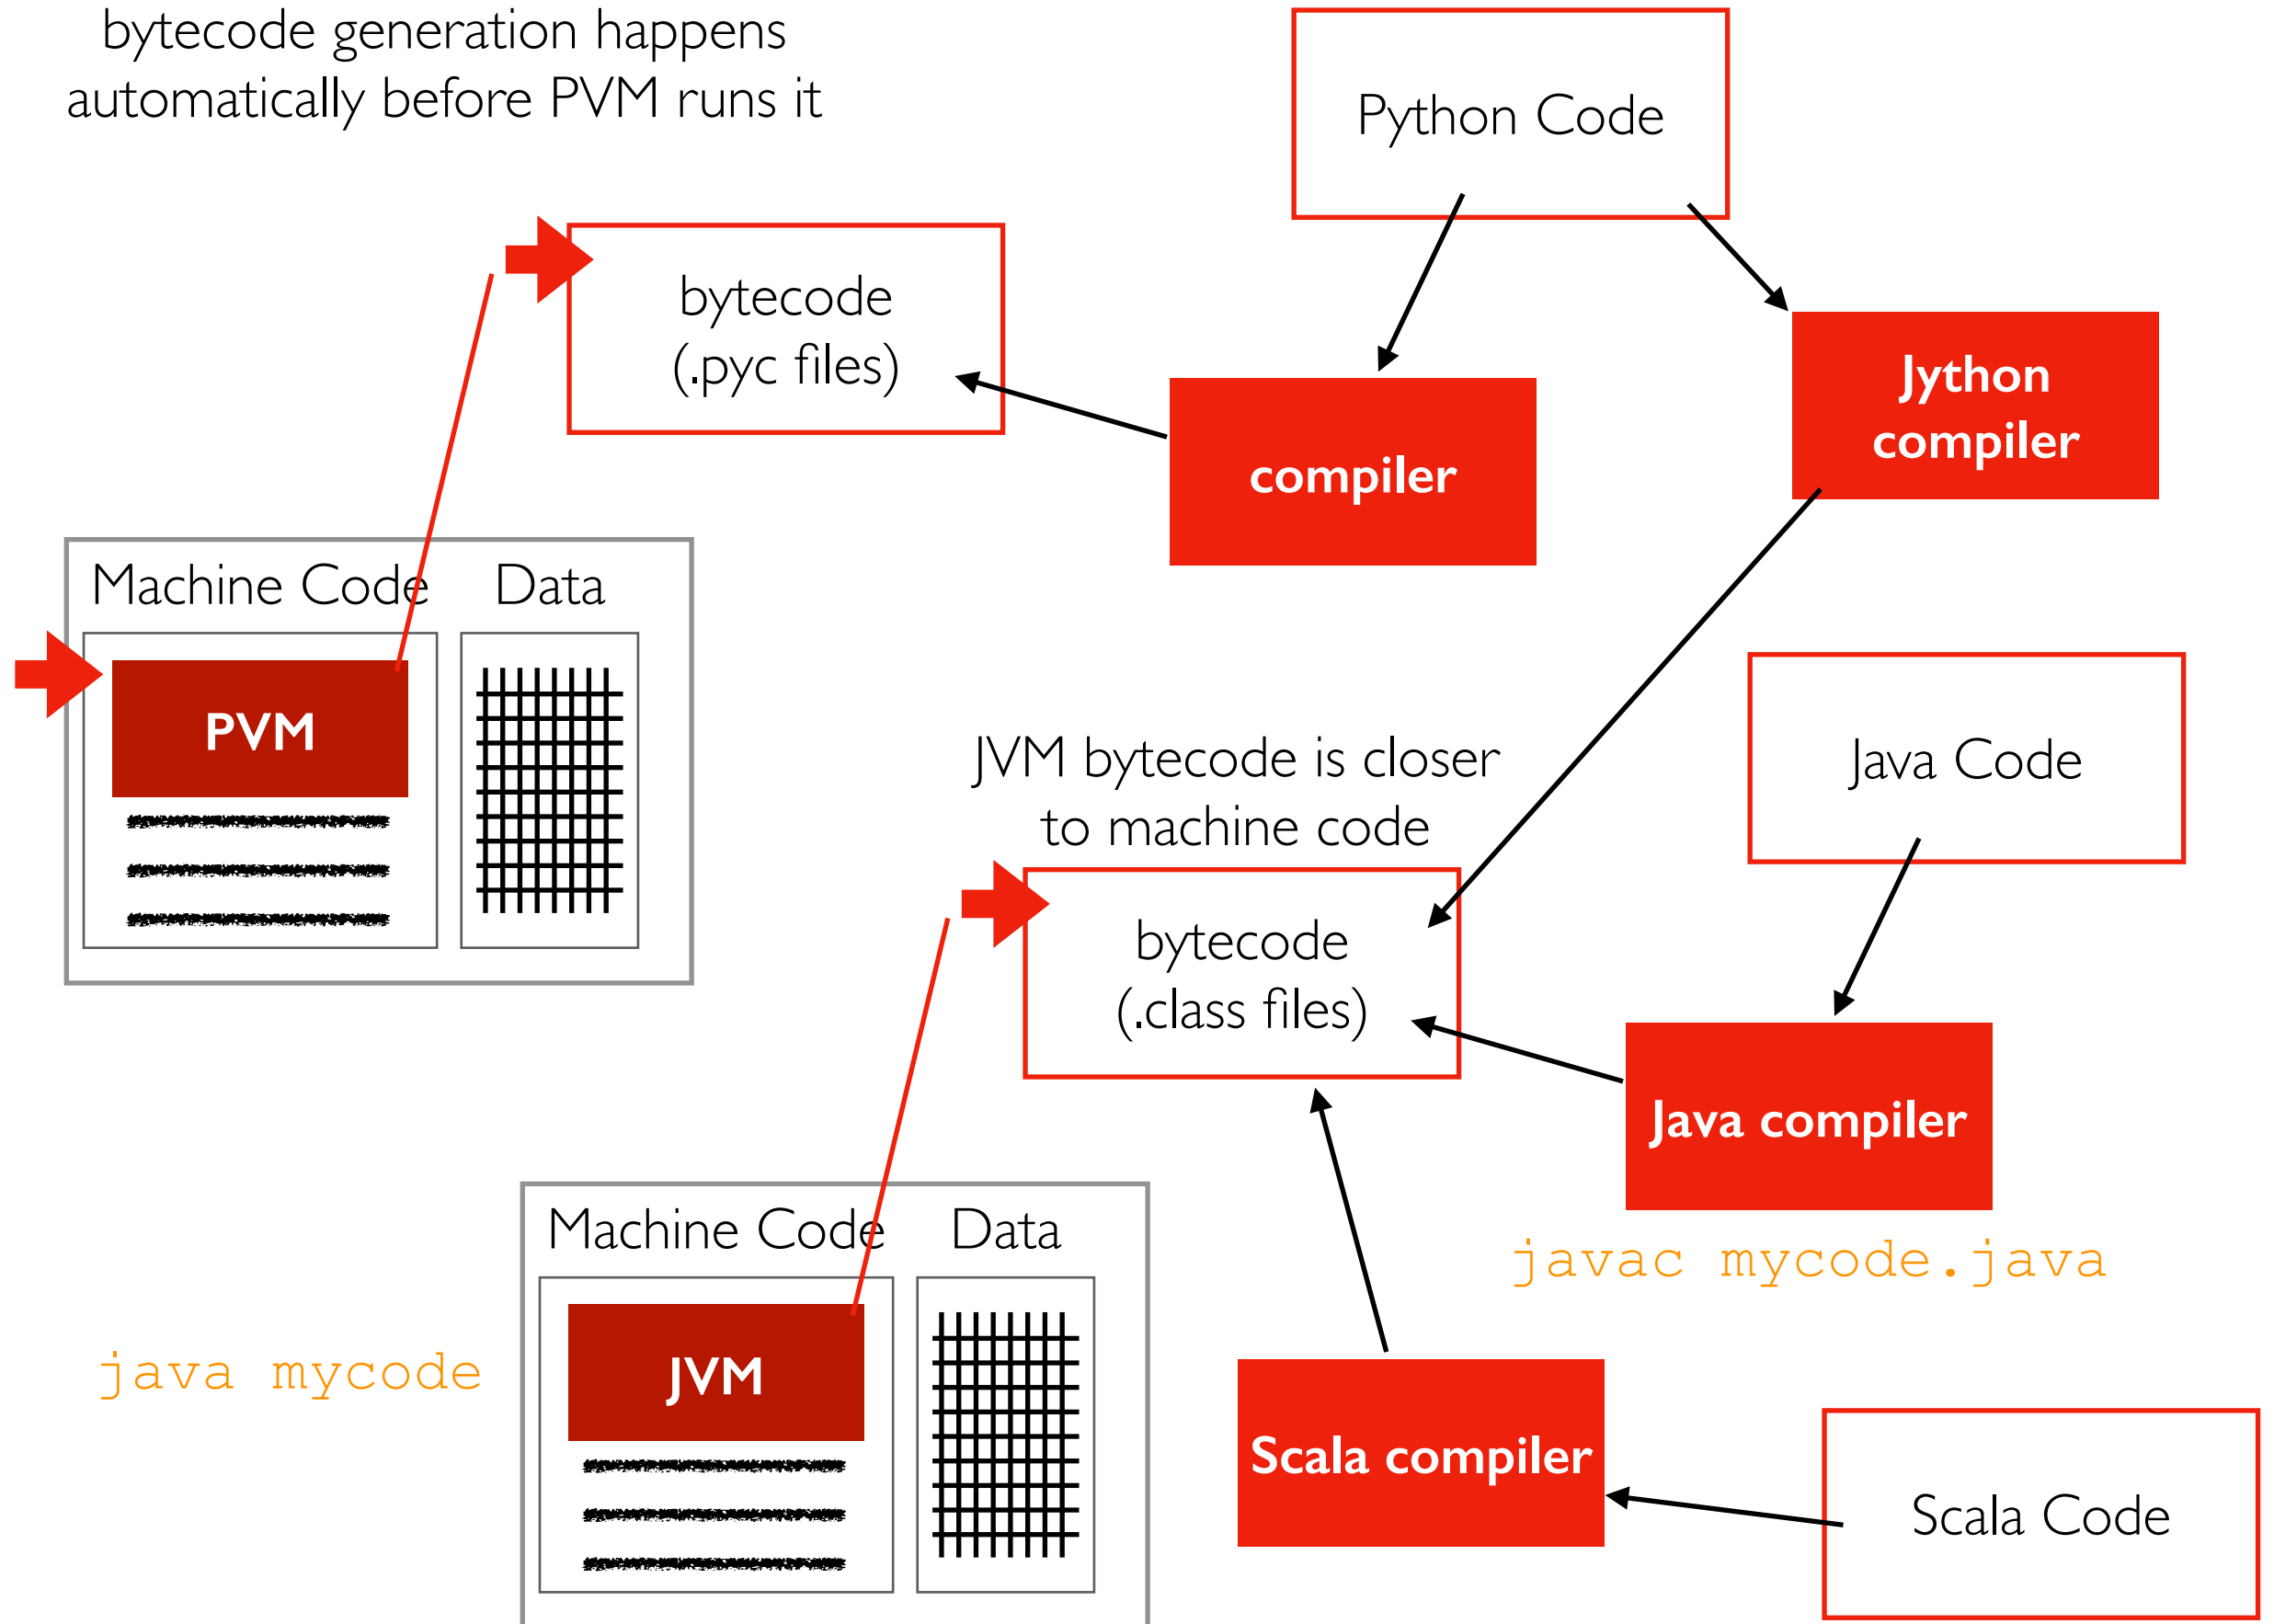 bytecode generation happens
automatically before PVM runs it
Python Code
bytecode
(.pyc files)
Jython
compiler
compiler
Machine Code
Data
PVM
JVM bytecode is closer
to machine code
Java Code
bytecode
(.class files)
Java compiler
javac mycode.java
Machine Code
Data
java mycode
JVM
Scala compiler
Scala Code